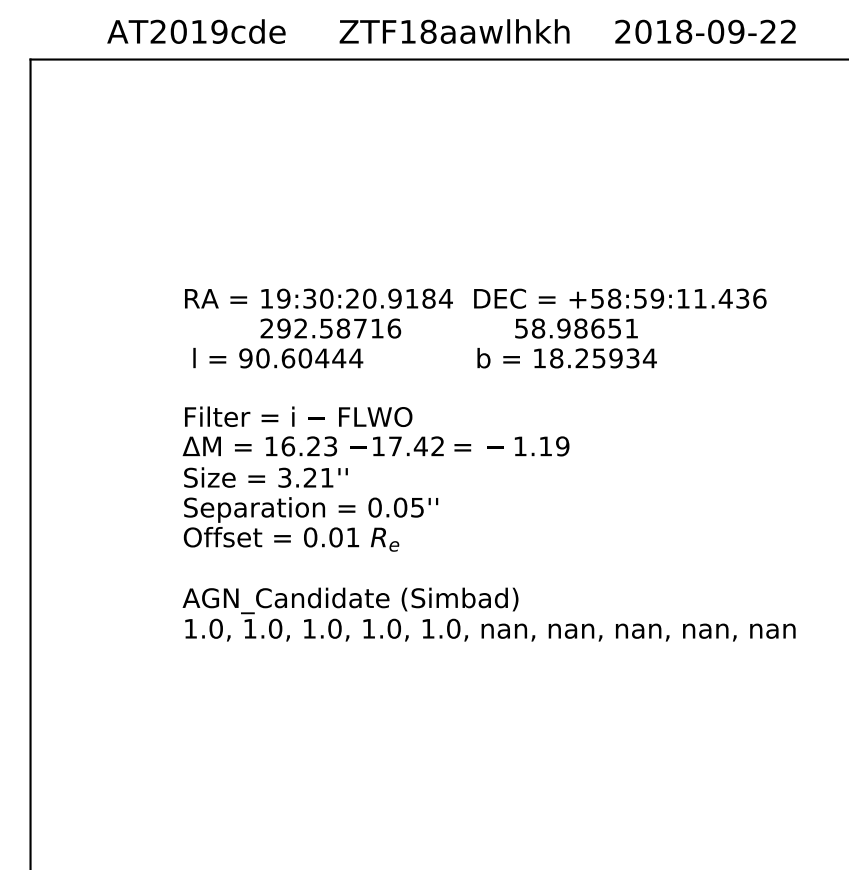 AT2019cde ZTF18aawlhkh 2018-09-22
RA = 19:30:20.9184 DEC = +58:59:11.436
292.58716 58.98651
l = 90.60444 b = 18.25934
Filter = i − FLWO
ΔM = 16.23 −17.42 = − 1.19
Size = 3.21''
Separation = 0.05''
Offset = 0.01 Re
AGN_Candidate (Simbad)
1.0, 1.0, 1.0, 1.0, 1.0, nan, nan, nan, nan, nan